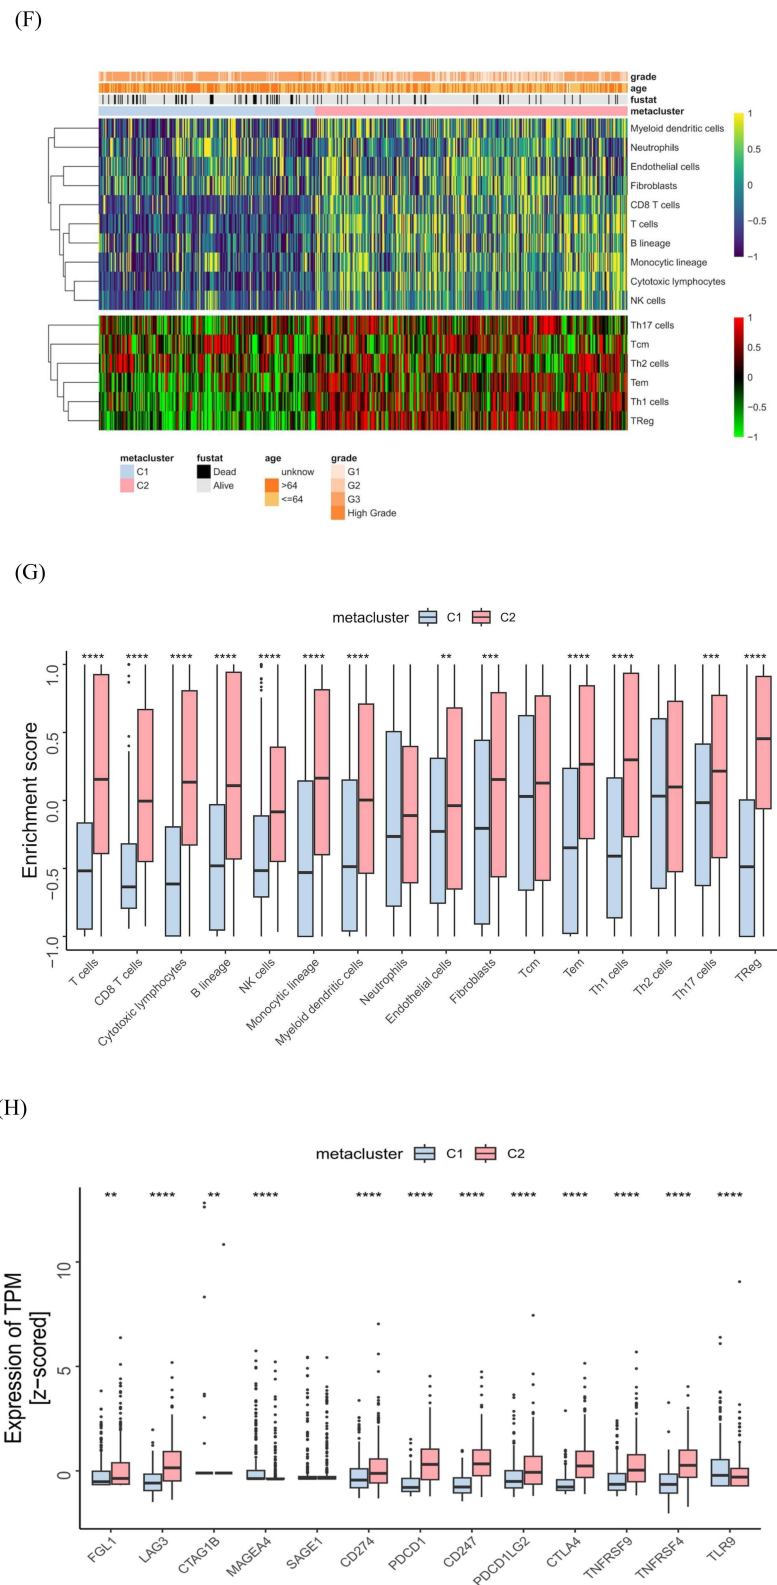 (F)
grade
age
fustat
metacluster
Myeloid dendritic cells
Neutrophils
Endothelial cells
Fibroblasts
CD8 T cells
T cells
B lineage
Monocytic lineage
Cytotoxic lymphocytes
NK cells
1
0.5
0
−0.5
−1
Th17 cells
Tcm
Th2 cells
Tem
Th1 cells
TReg
1
0.5
0
−0.5
−1
metacluster fustat age grade
C1 Dead unknow G1
C2 Alive >64 G2
<=64 G3
High Grade
(G)
metacluster C1 C2
**** **** **** **** **** **** **** ** *** **** **** *** ****
Enrichment score
1.0
0.5
0.0
−0.5
−1.0
T cells
CD8 T cells
Cytotoxic lymphocytes
B lineage
NK cells
Monocytic lineage
Myeloid dendritic cells
Neutrophils
Endothelial cells
Fibroblasts
Tcm
Tem
Th1 cells
Th2 cells
Th17 cells
TReg
(H)
metacluster C1 C2
** **** ** **** **** **** **** **** **** **** **** ****
Expression of TPM
[z−scored]
10
5
0
FGL1
LAG3
CTAG1B
MAGEA4
SAGE1
CD274
PDCD1
CD247
PDCD1LG2
CTLA4
TNFRSF9
TNFRSF4
TLR9